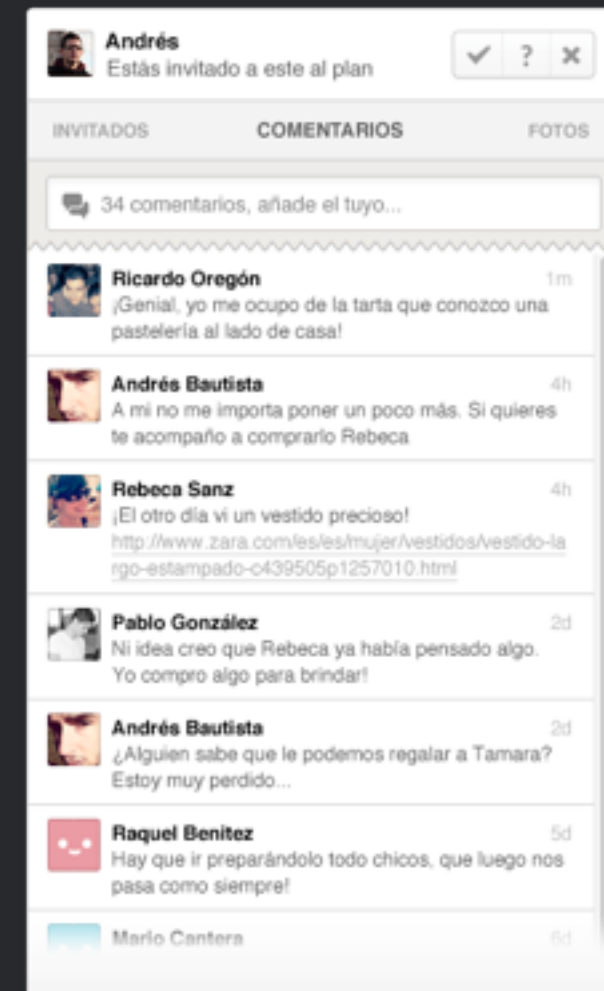 Andrés
Estás invitado a este al plan
?
INVITADOS COMENTARIOS FOTOS
34 comentarios, añade el tuyo...
Ricardo Oregón 1m
¡Genial, yo me ocupo de la tarta que conozco una
pastelería al lado de casa!
Andrés Bautista 4h
A mi no me importa poner un poco más. Si quieres
te acompaño a comprarlo Rebeca
Rebeca Sanz 4h
¡El otro día vi un vestido precioso!
http://www.zara.com/es/es/mujer/vestidos/vestido-la
rgo-estampado-c439505p1257010.html
Pablo González 2d
Ni idea creo que Rebeca ya había pensado algo.
Yo compro algo para brindar!
Andrés Bautista 2d
¿Alguien sabe que le podemos regalar a Tamara?
Estoy muy perdido...
Raquel Benítez 5d
Hay que ir preparándolo todo chicos, que luego nos
pasa como siempre!
Mario Cantera 6d